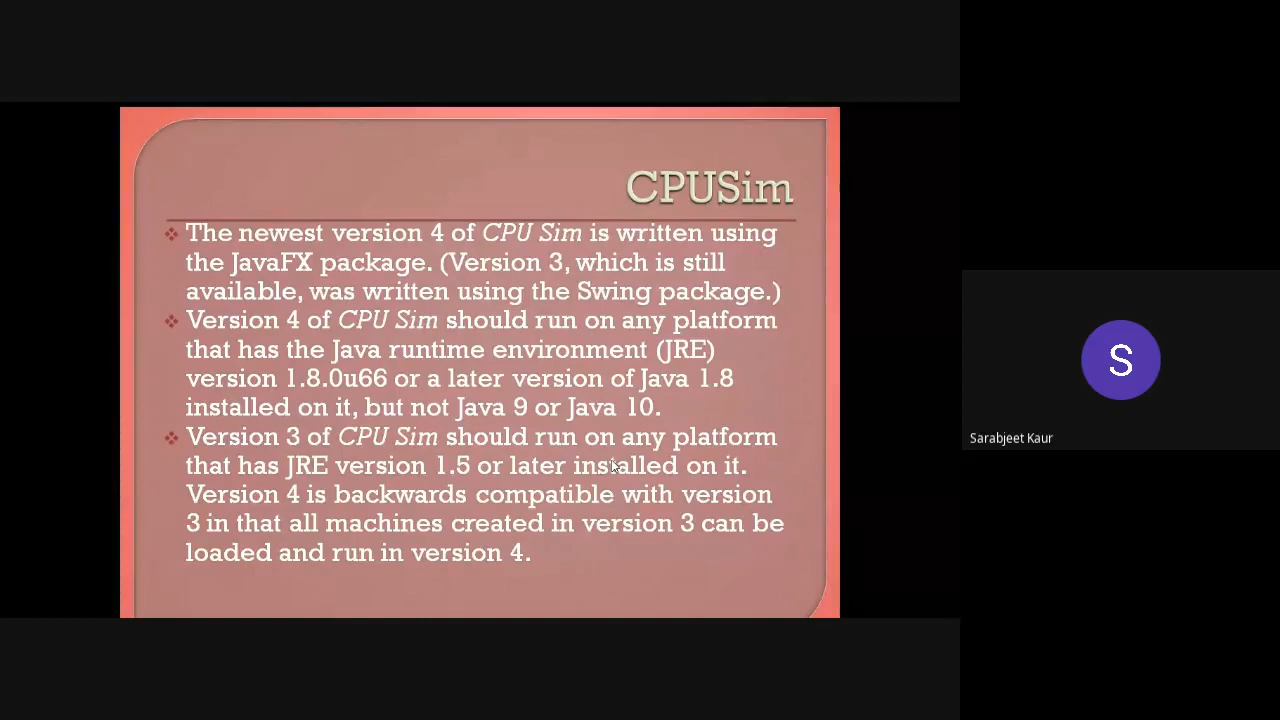 CPUSim
❖ The newest version 4 of CPU Sim is written using
the JavaFX package. (Version 3, which is still
available, was written using the Swing package.)
❖ Version 4 of CPU Sim should run on any platform
that has the Java runtime environment (JRE)
version 1.8.0u66 or a later version of Java 1.8
installed on it, but not Java 9 or Java 10.
❖ Version 3 of CPU Sim should run on any platform
that has JRE version 1.5 or later installed on it.
Version 4 is backwards compatible with version
3 in that all machines created in version 3 can be
loaded and run in version 4.
S
Sarabjeet Kaur